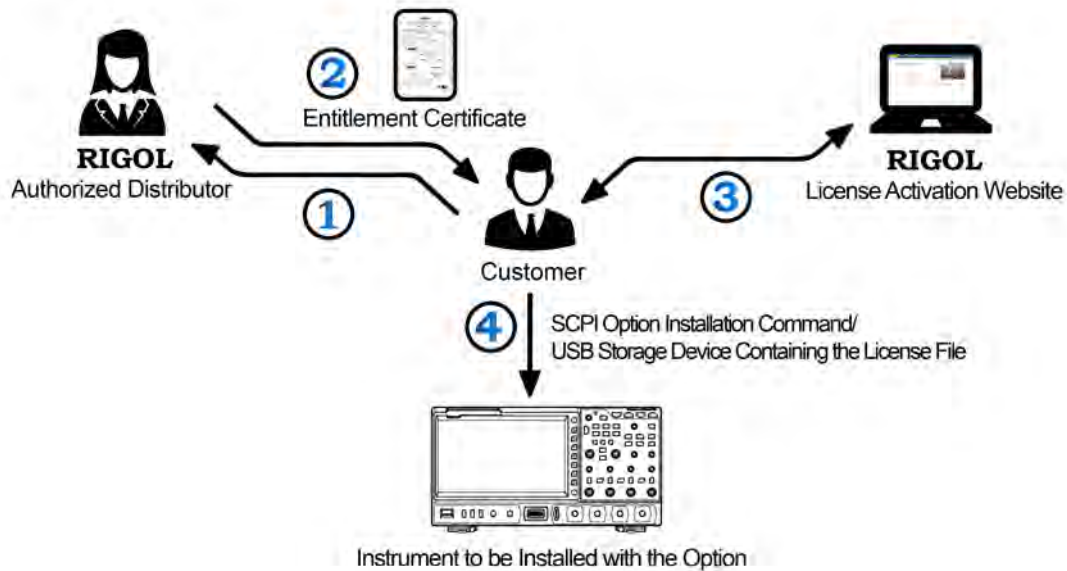 2
Entitlement Certificate
RIGOL
Authorized Distributor
1
RIGOL
License Activation Website
3
Customer
4
SCPI Option Installation Command/
USB Storage Device Containing the License File
Instrument to be Installed with the Option